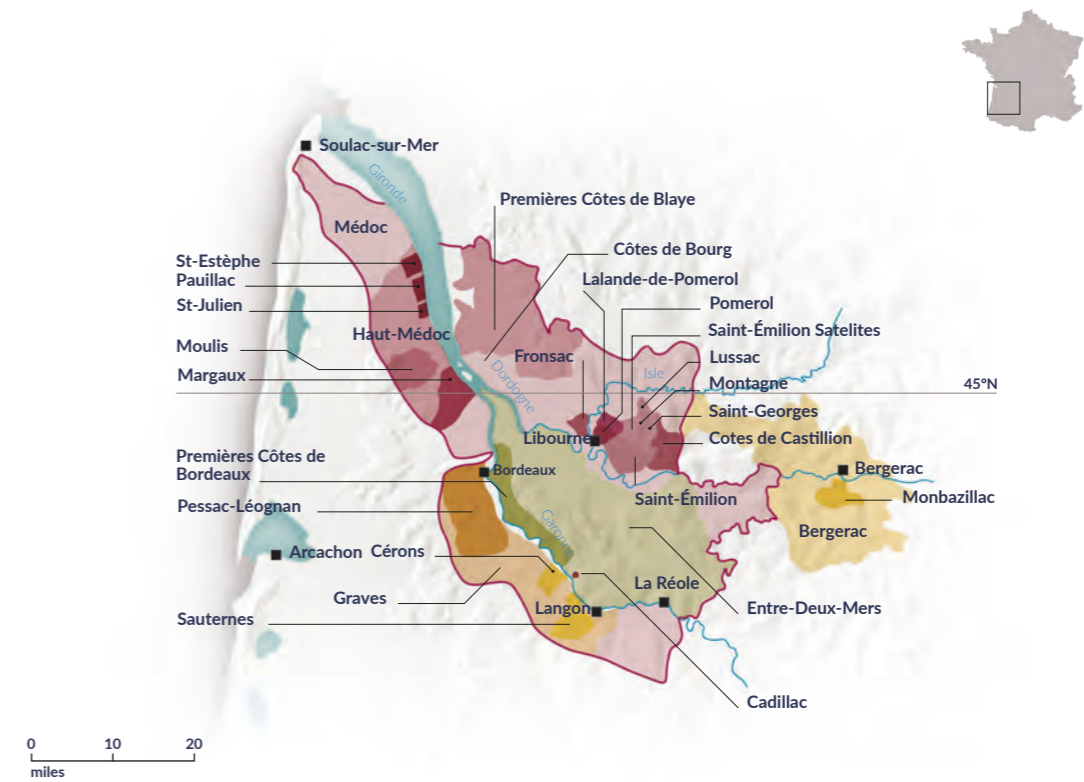 Soulac-sur-Mer
Gironde
Premières Côtes de Blaye
Médoc
Côtes de Bourg
St-Estèphe
Pauillac
Lalande-de-Pomerol
St-Julien
Pomerol
Haut-Médoc
Saint-Émilion Satelites
Moulis
Fronsac
Lussac
Margaux
Dordogne
Isle
Montagne
45°N
Saint-Georges
Libourne
Cotes de Castillion
Premières Côtes de
Bordeaux
Bordeaux
Bergerac
Saint-Émilion
Monbazillac
Pessac-Léognan
Garonne
Bergerac
Arcachon
Cérons
La Réole
Graves
Langon
Entre-Deux-Mers
Sauternes
Cadillac
0 10 20
miles